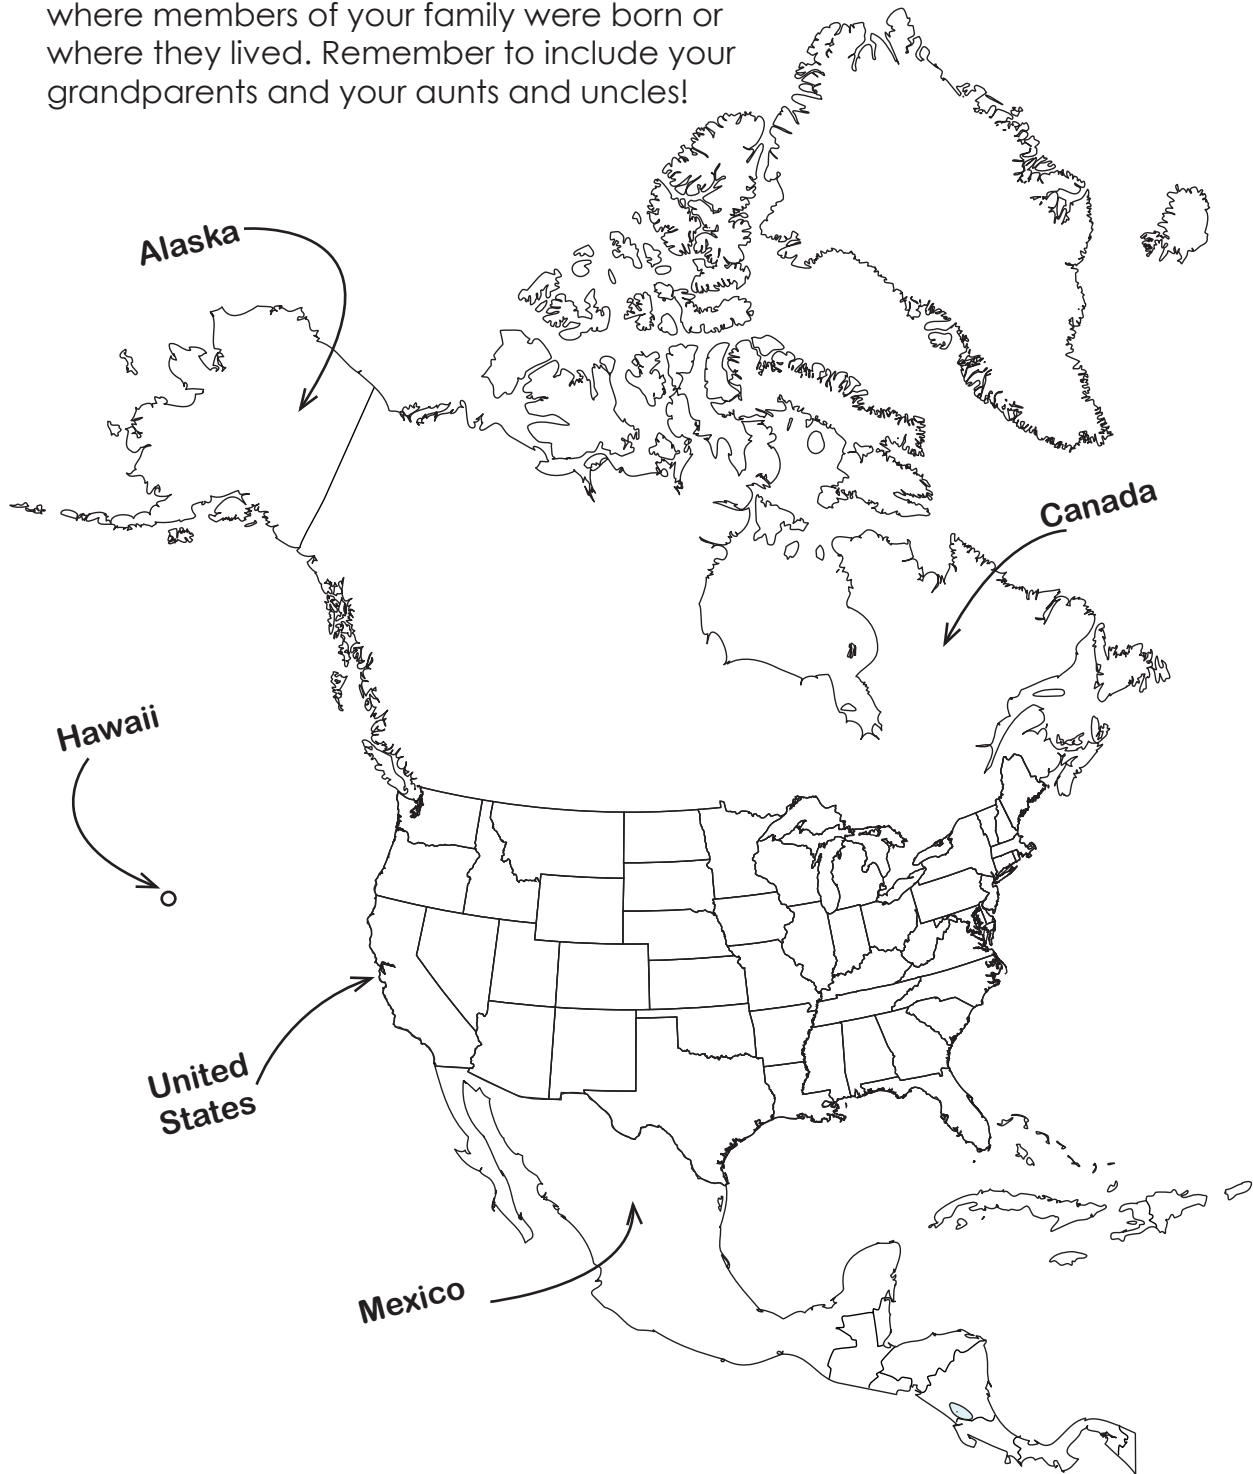 where members of your family were born or
where they lived. Remember to include your
grandparents and your aunts and uncles!
Alaska
Canada
Hawaii
United
States
Mexico